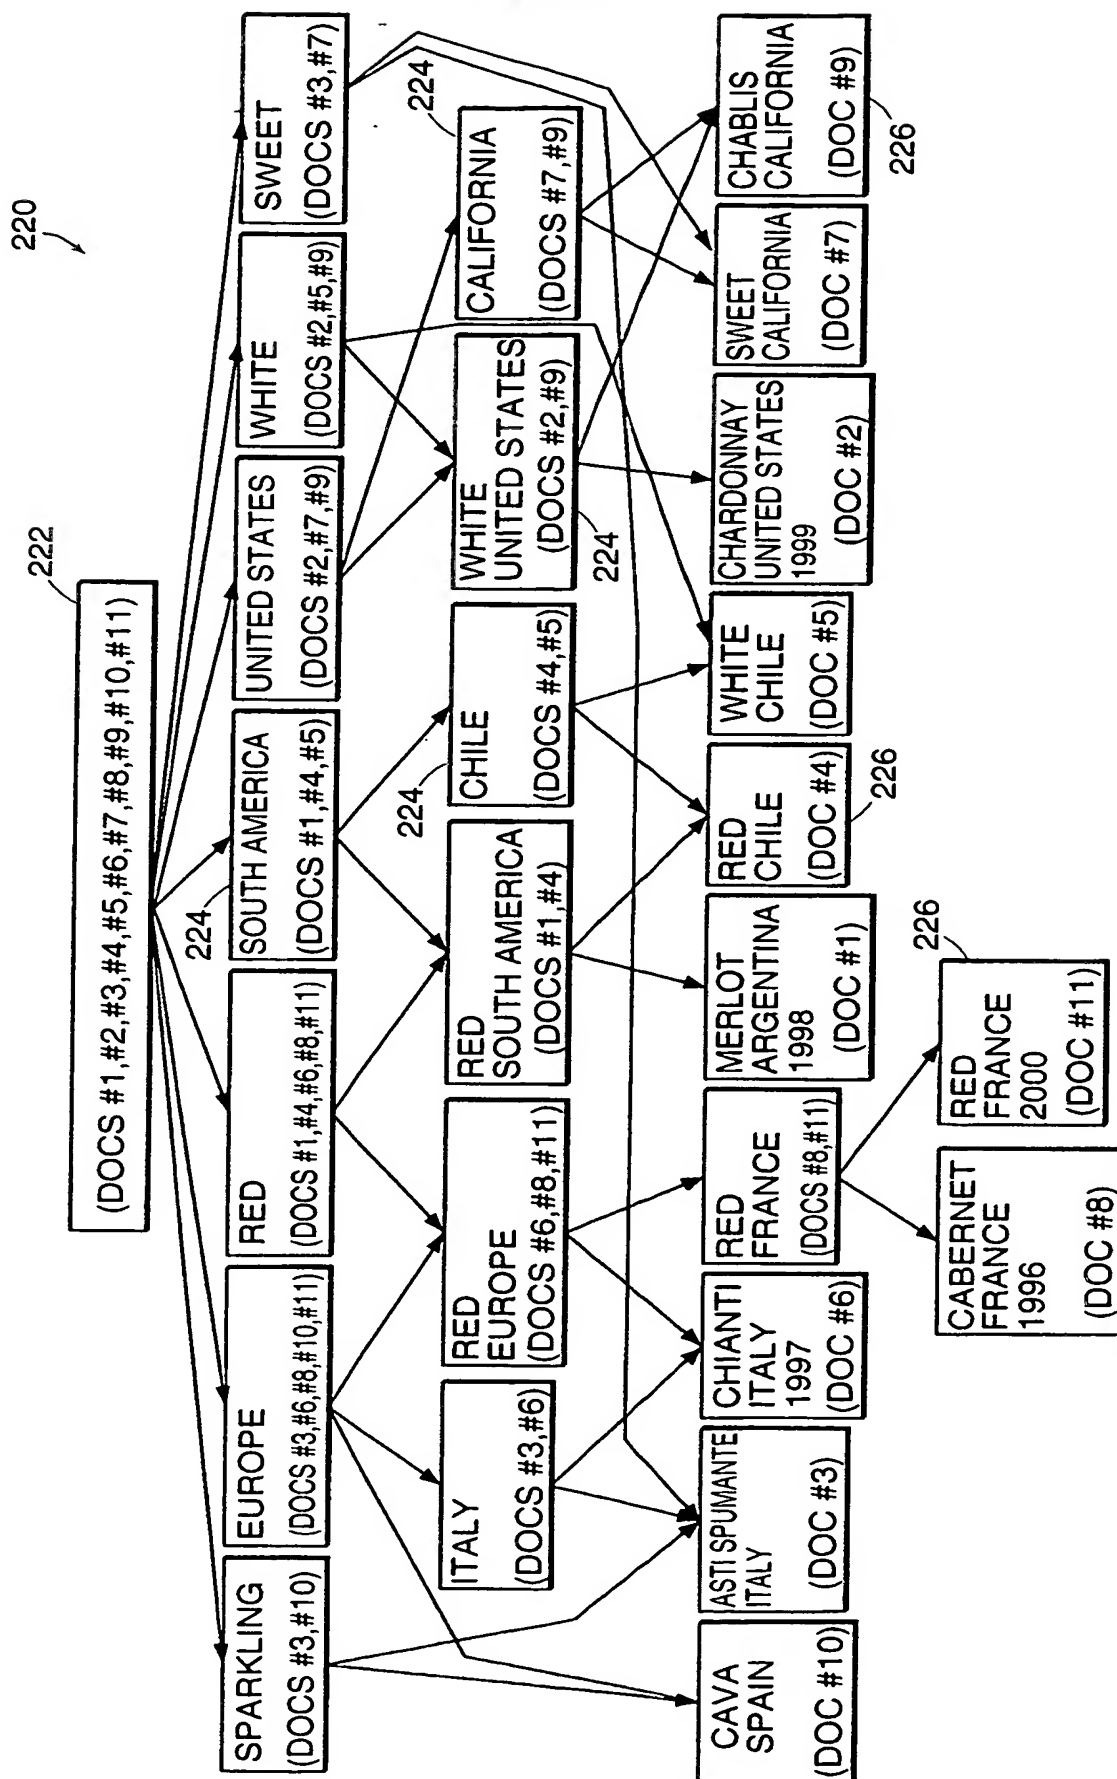 220
222
(DOCS #1,#2,#3,#4,#5,#6,#7,#8,#9,#10,#11)
SPARKLING
(DOCS #3,#10)
EUROPE
(DOCS #3,#6,#8,#10,#11)
RED
(DOCS #1,#4,#6,#8,#11)
224
SOUTH AMERICA
(DOCS #1,#4,#5)
UNITED STATES
(DOCS #2,#7,#9)
WHITE
(DOCS #2,#5,#9)
SWEET
(DOCS #3,#7)
ITALY
(DOCS #3,#6)
RED
EUROPE
(DOCS #6,#8,#11)
RED
SOUTH AMERICA
(DOCS #1,#4)
224
CHILE
(DOCS #4,#5)
WHITE
UNITED STATES
(DOCS #2,#9)
224
224
CALIFORNIA
(DOCS #7,#9)
CAVA
SPAIN
(DOC #10)
ASTI SPUMANTE
ITALY
(DOC #3)
CHIANTI
ITALY
1997
(DOC #6)
RED
FRANCE
(DOCS #8,#11)
MERLOT
ARGENTINA
1998
(DOC #1)
RED
CHILE
(DOC #4)
226
WHITE
CHILE
(DOC #5)
CHARDONNAY
UNITED STATES
1999
(DOC #2)
SWEET
CALIFORNIA
(DOC #7)
CHABLIS
CALIFORNIA
(DOC #9)
226
CABERNET
FRANCE
1996
(DOC #8)
226
RED
FRANCE
2000
(DOC #11)